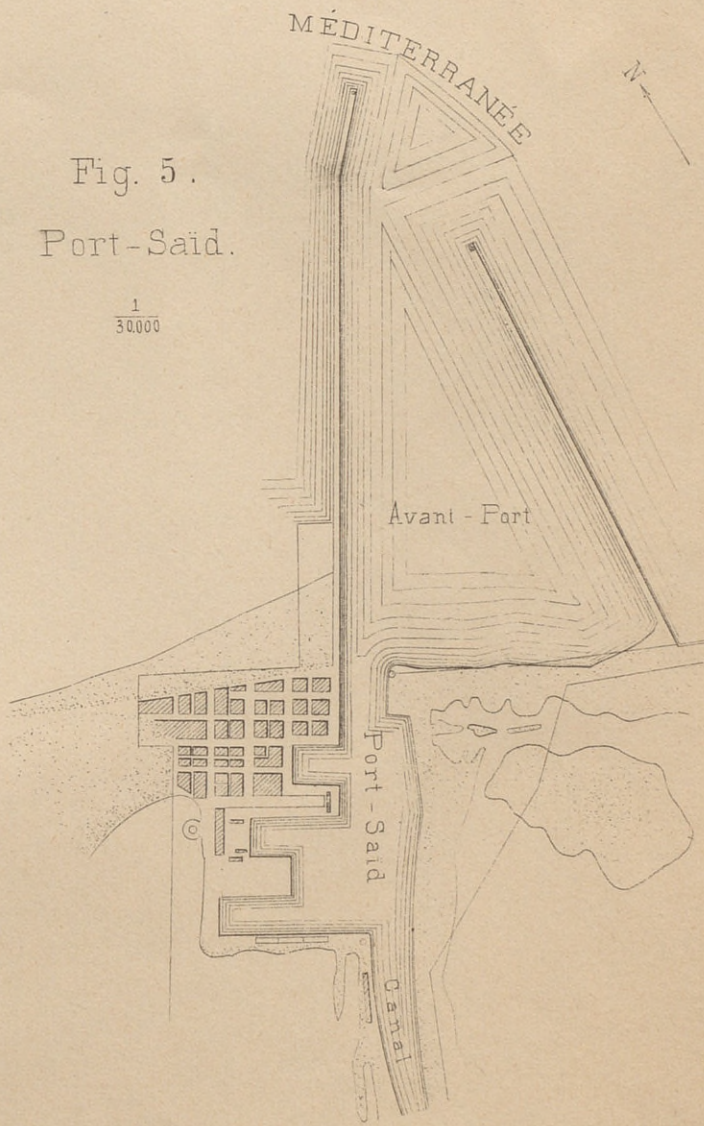 MÉDITERRANÉE
N
Fig. 5.
Port-Saïd.
1
30.000
Avant-Port
Port-Saïd
Canal